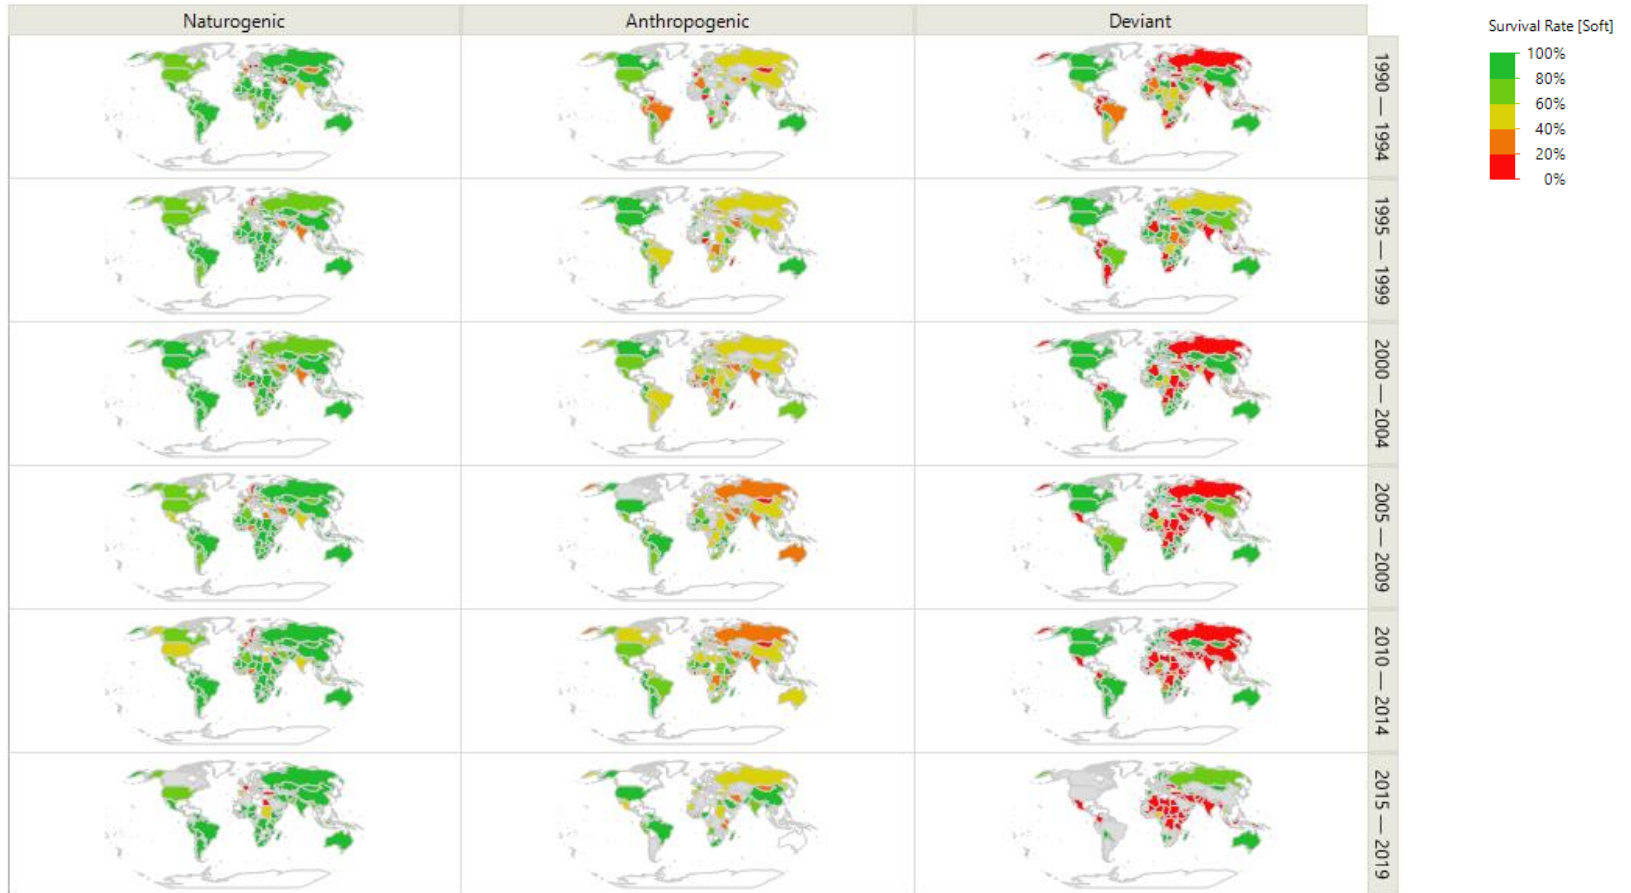 Naturogenic
Anthropogenic
Deviant
Survival Rate [Soft]
100%
80%
60%
40%
20%
0%
1990 — 1994
1995 — 1999
2000 — 2004
2005 — 2009
2010 — 2014
2015 — 2019